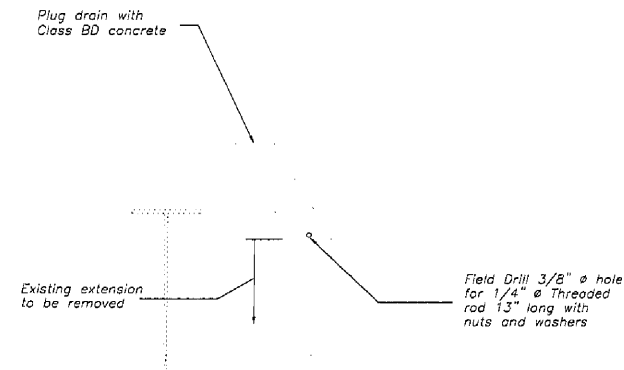 Plug drain with
Class BD concrete
Existing extension
to be removed
Field Drill 3/8" ø hole
for 1/4" ø Threaded
rod 13" long with
nuts and washers